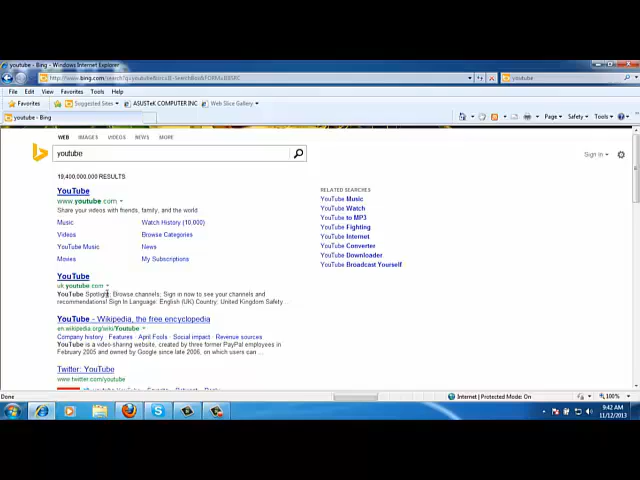 youtube - Bing - Windows Internet Explorer
youtube
File Edit View Favorites Tools Help
Favorites Suggested Sites ASUSTeK COMPUTER INC Web Slice Gallery
youtube - Bing
Page Safety Tools
WEB IMAGES VIDEOS NEWS MORE
youtube
Sign in
19,400,000,000 RESULTS
YouTube
www.youtube.com
Share your videos with friends, family, and the world
Music Watch History (10,000)
Videos Browse Categories
YouTube Music News
Movies My Subscriptions
YouTube
uk.youtube.com
YouTube Spotlight; Browse channels; Sign in now to see your channels and
recommendations! Sign In Language: English (UK) Country: United Kingdom Safety...
YouTube - Wikipedia, the free encyclopedia
en.wikipedia.org/wiki/Youtube
Company history Features April Fools Social impact Revenue sources
YouTube is a video-sharing website, created by three former PayPal employees in
February 2005 and owned by Google since late 2006, on which users can ...
Twitter: YouTube
www.twitter.com/youtube
RELATED SEARCHES
YouTube Music
YouTube Watch
YouTube to MP3
YouTube Fighting
YouTube Internet
YouTube Converter
YouTube Downloader
YouTube Broadcast Yourself
Done
Internet | Protected Mode: On
100%
9:42 AM
11/12/2013